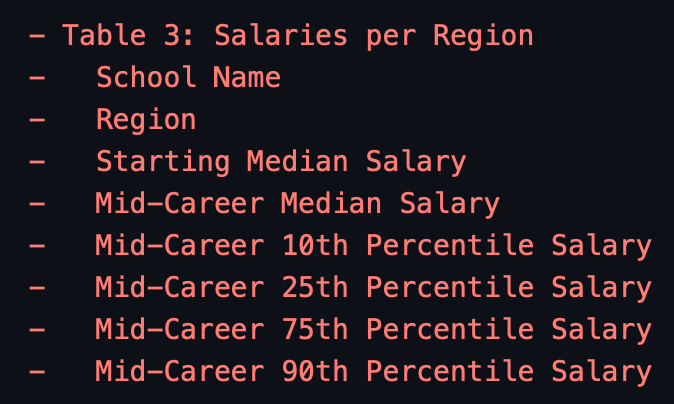 - Table 3: Salaries per Region
-   School Name
-   Region
-   Starting Median Salary
-   Mid-Career Median Salary
-   Mid-Career 10th Percentile Salary
-   Mid-Career 25th Percentile Salary
-   Mid-Career 75th Percentile Salary
-   Mid-Career 90th Percentile Salary